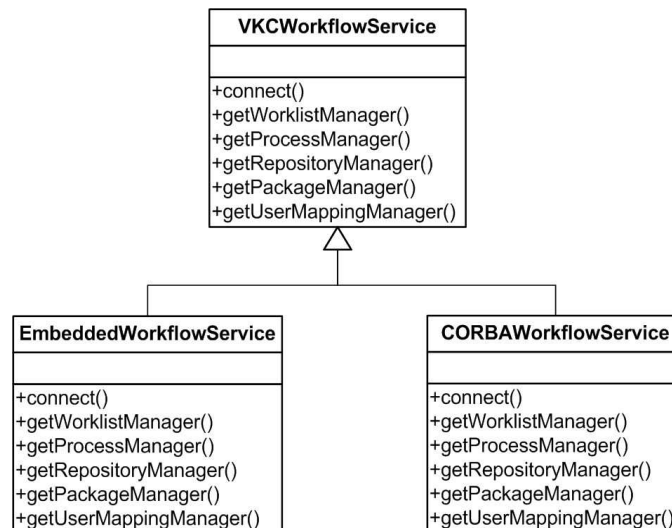 VKCWorkflowService
+connect()
+getWorklistManager()
+getProcessManager()
+getRepositoryManager()
+getPackageManager()
+getUserMappingManager()
EmbeddedWorkflowService
+connect()
+getWorklistManager()
+getProcessManager()
+getRepositoryManager()
+getPackageManager()
+getUserMappingManager()
CORBAWorkflowService
+connect()
+getWorklistManager()
+getProcessManager()
+getRepositoryManager()
+getPackageManager()
+getUserMappingManager()